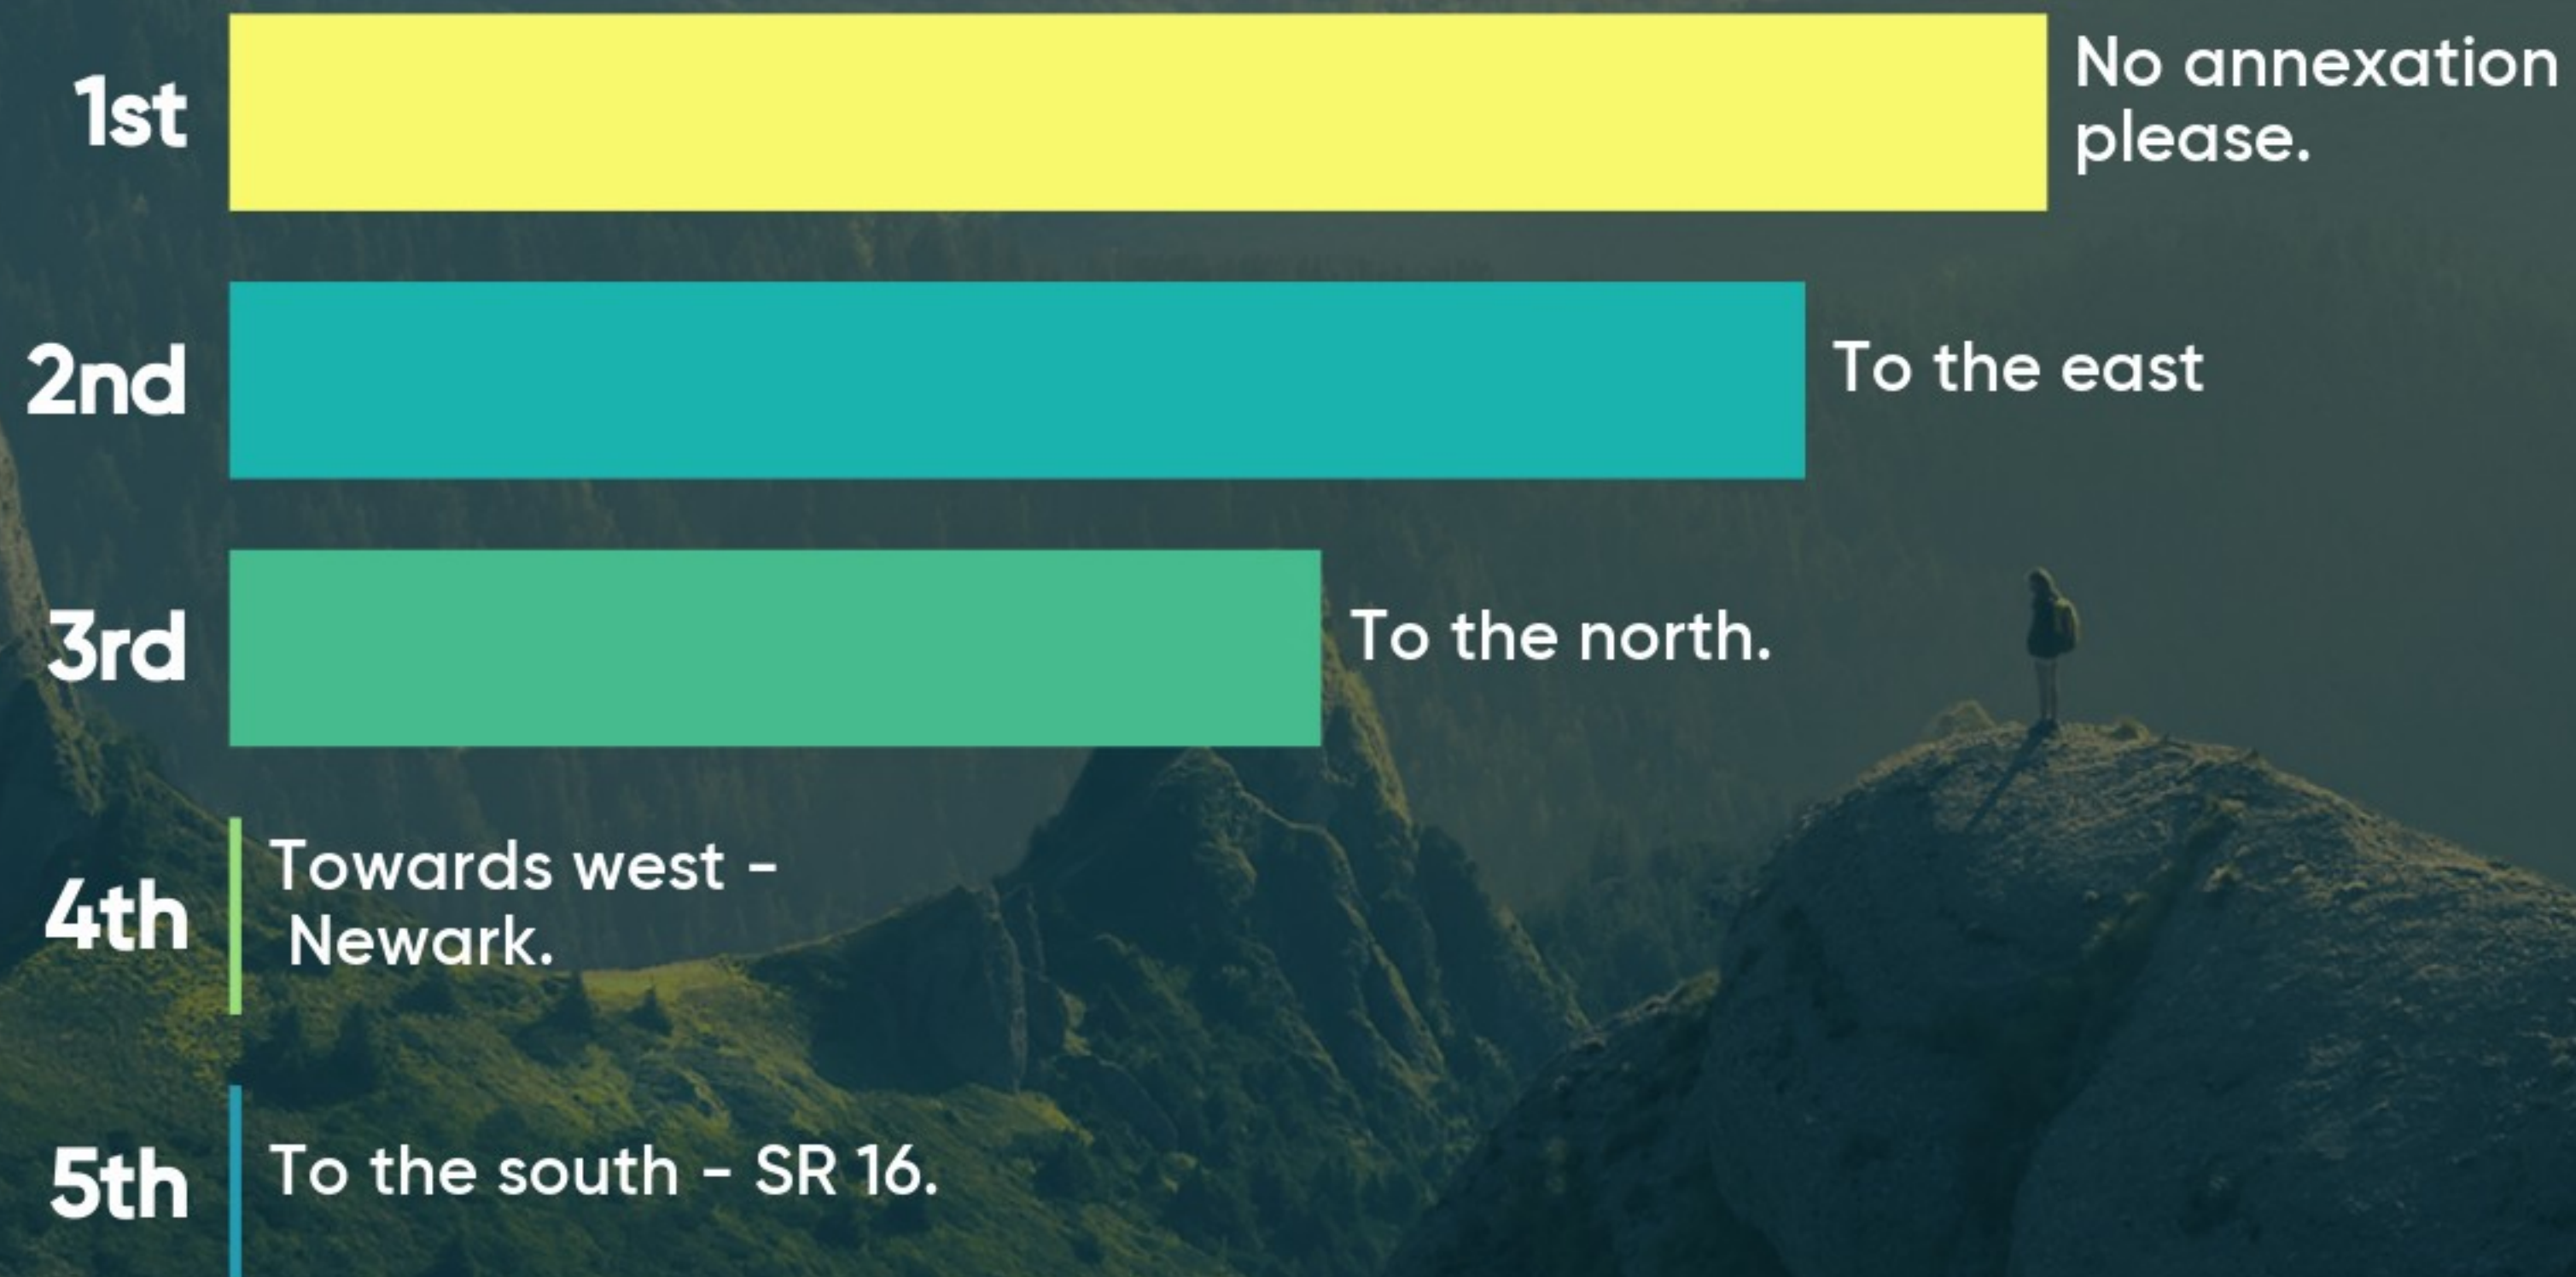 1st
No annexation
please.
2nd
To the east
3rd
To the north.
4th
Towards west -
Newark.
5th
To the south - SR 16.